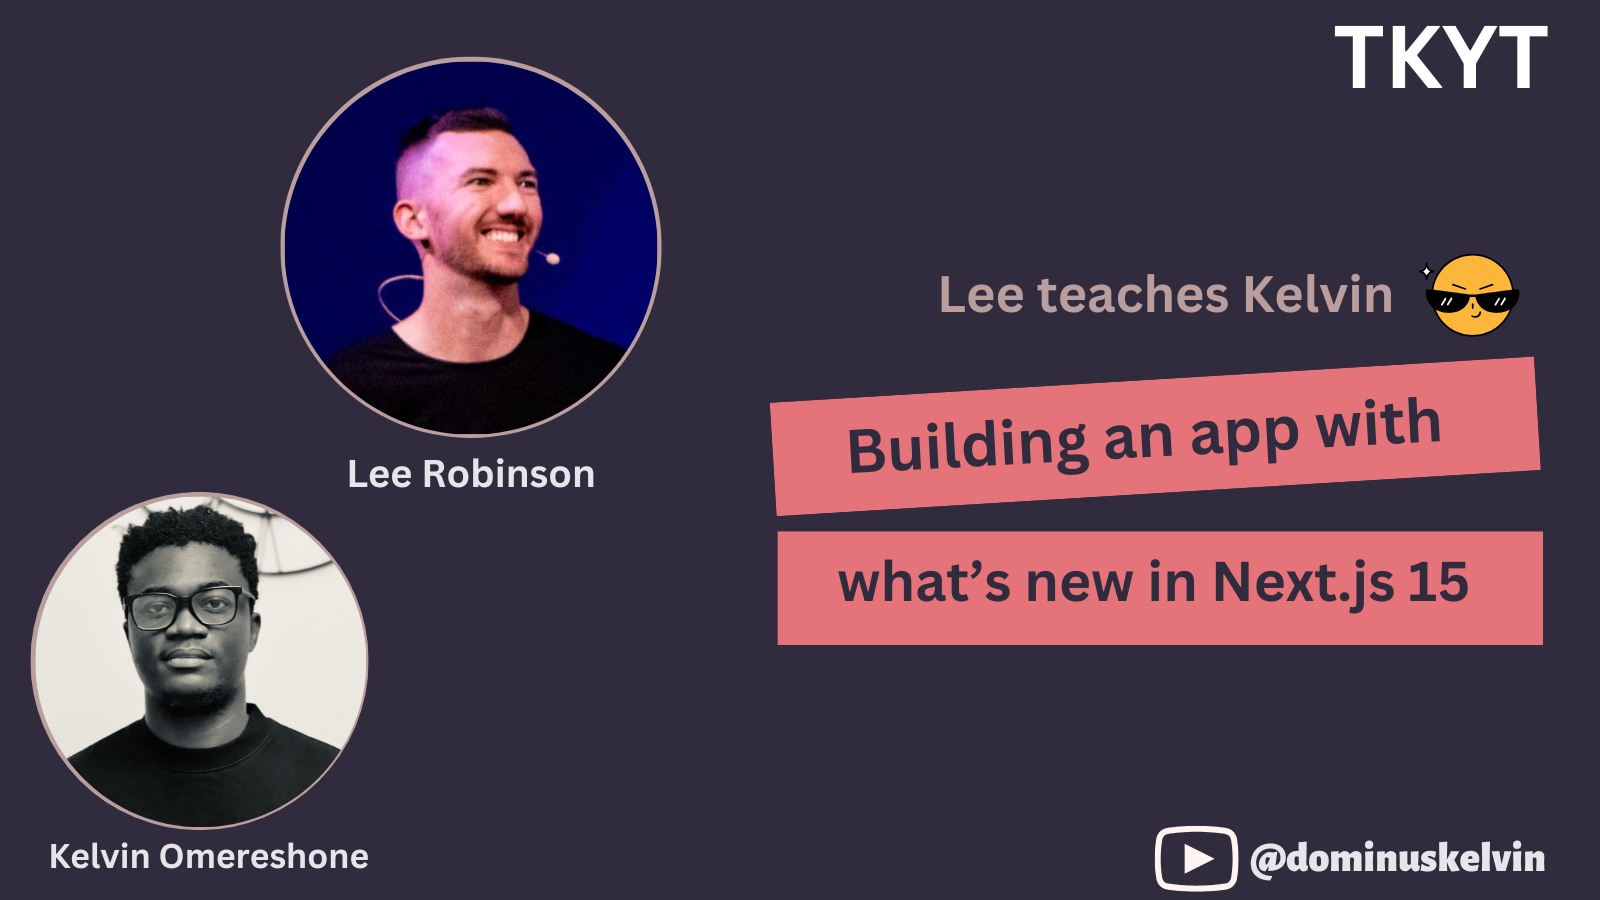 TKYT
Lee Robinson
Kelvin Omereshone
Lee teaches Kelvin
Building an app with
what’s new in Next.js 15
@dominuskelvin